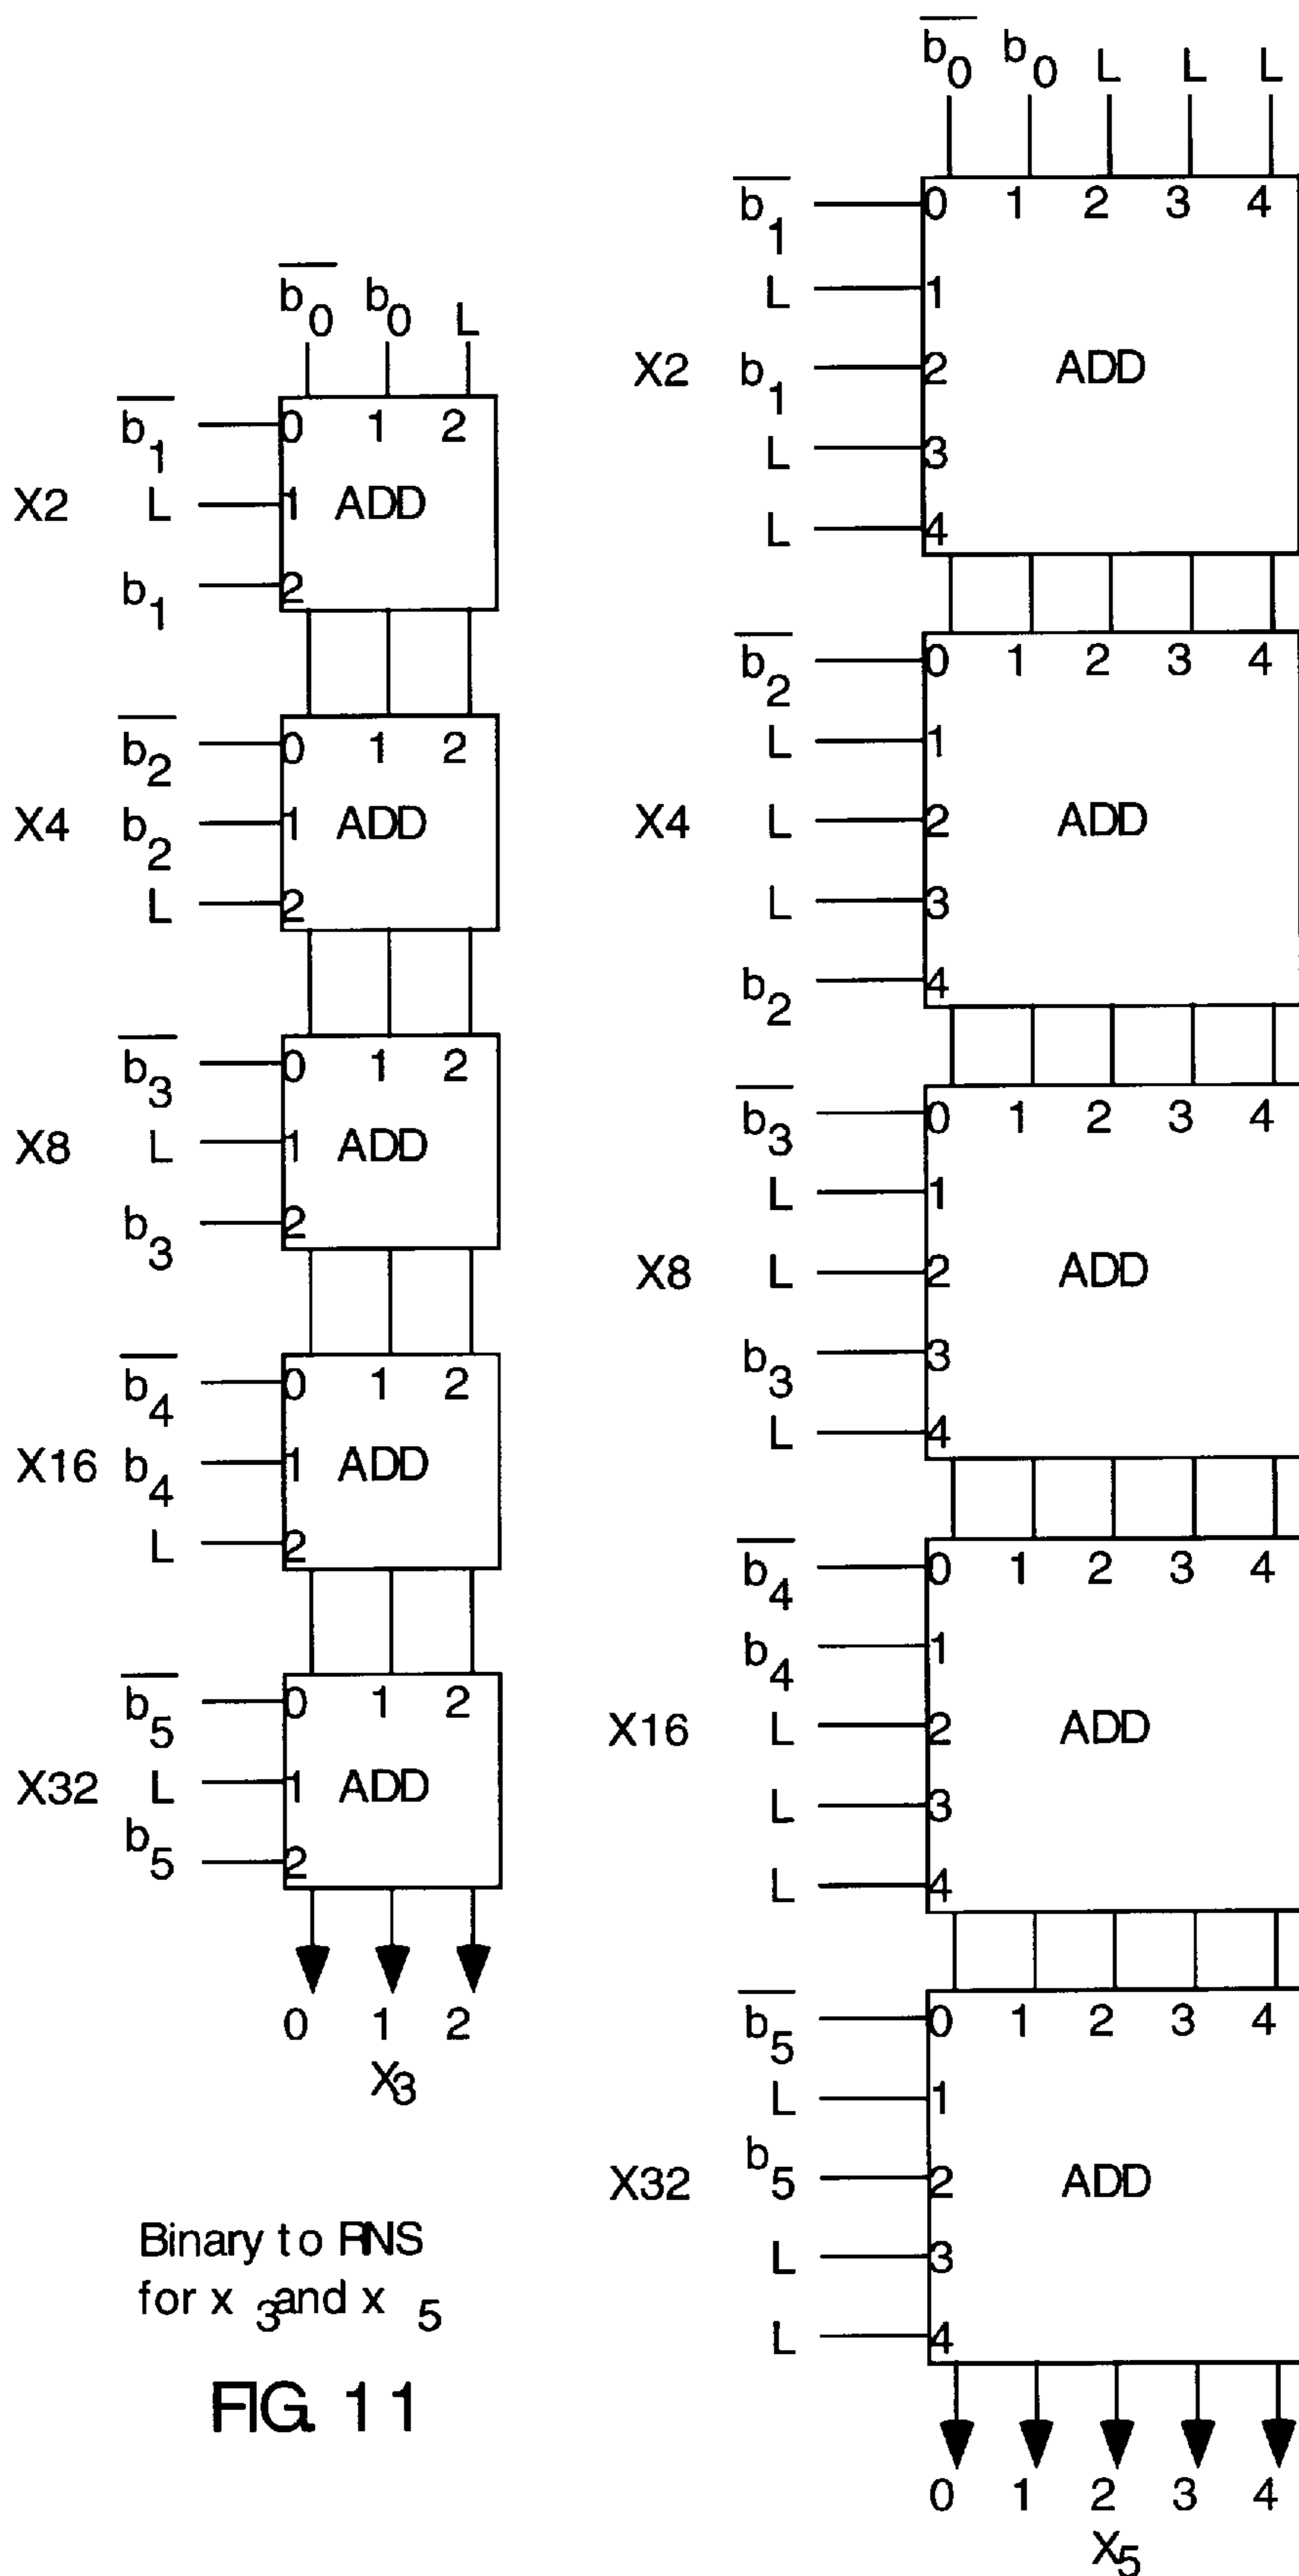 b̅0 b0 L
b̅1 0 1 2
X2 L 1 ADD
b1 2
b̅2 0 1 2
X4 b2 1 ADD
L 2
b̅3 0 1 2
X8 L 1 ADD
b3 2
b̅4 0 1 2
X16 b4 1 ADD
L 2
b̅5 0 1 2
X32 L 1 ADD
b5 2
0 1 2
X3
Binary to RNS
for x 3 and x 5
FIG. 11
b̅0 b0 L L L
b̅1 0 1 2 3 4
L 1
X2 b1 2 ADD
L 3
L 4
b̅2 0 1 2 3 4
L 1
X4 L 2 ADD
L 3
b2 4
b̅3 0 1 2 3 4
L 1
X8 L 2 ADD
b3 3
L 4
b̅4 0 1 2 3 4
b4 1
X16 L 2 ADD
L 3
L 4
b̅5 0 1 2 3 4
L 1
X32 b5 2 ADD
L 3
L 4
0 1 2 3 4
X5